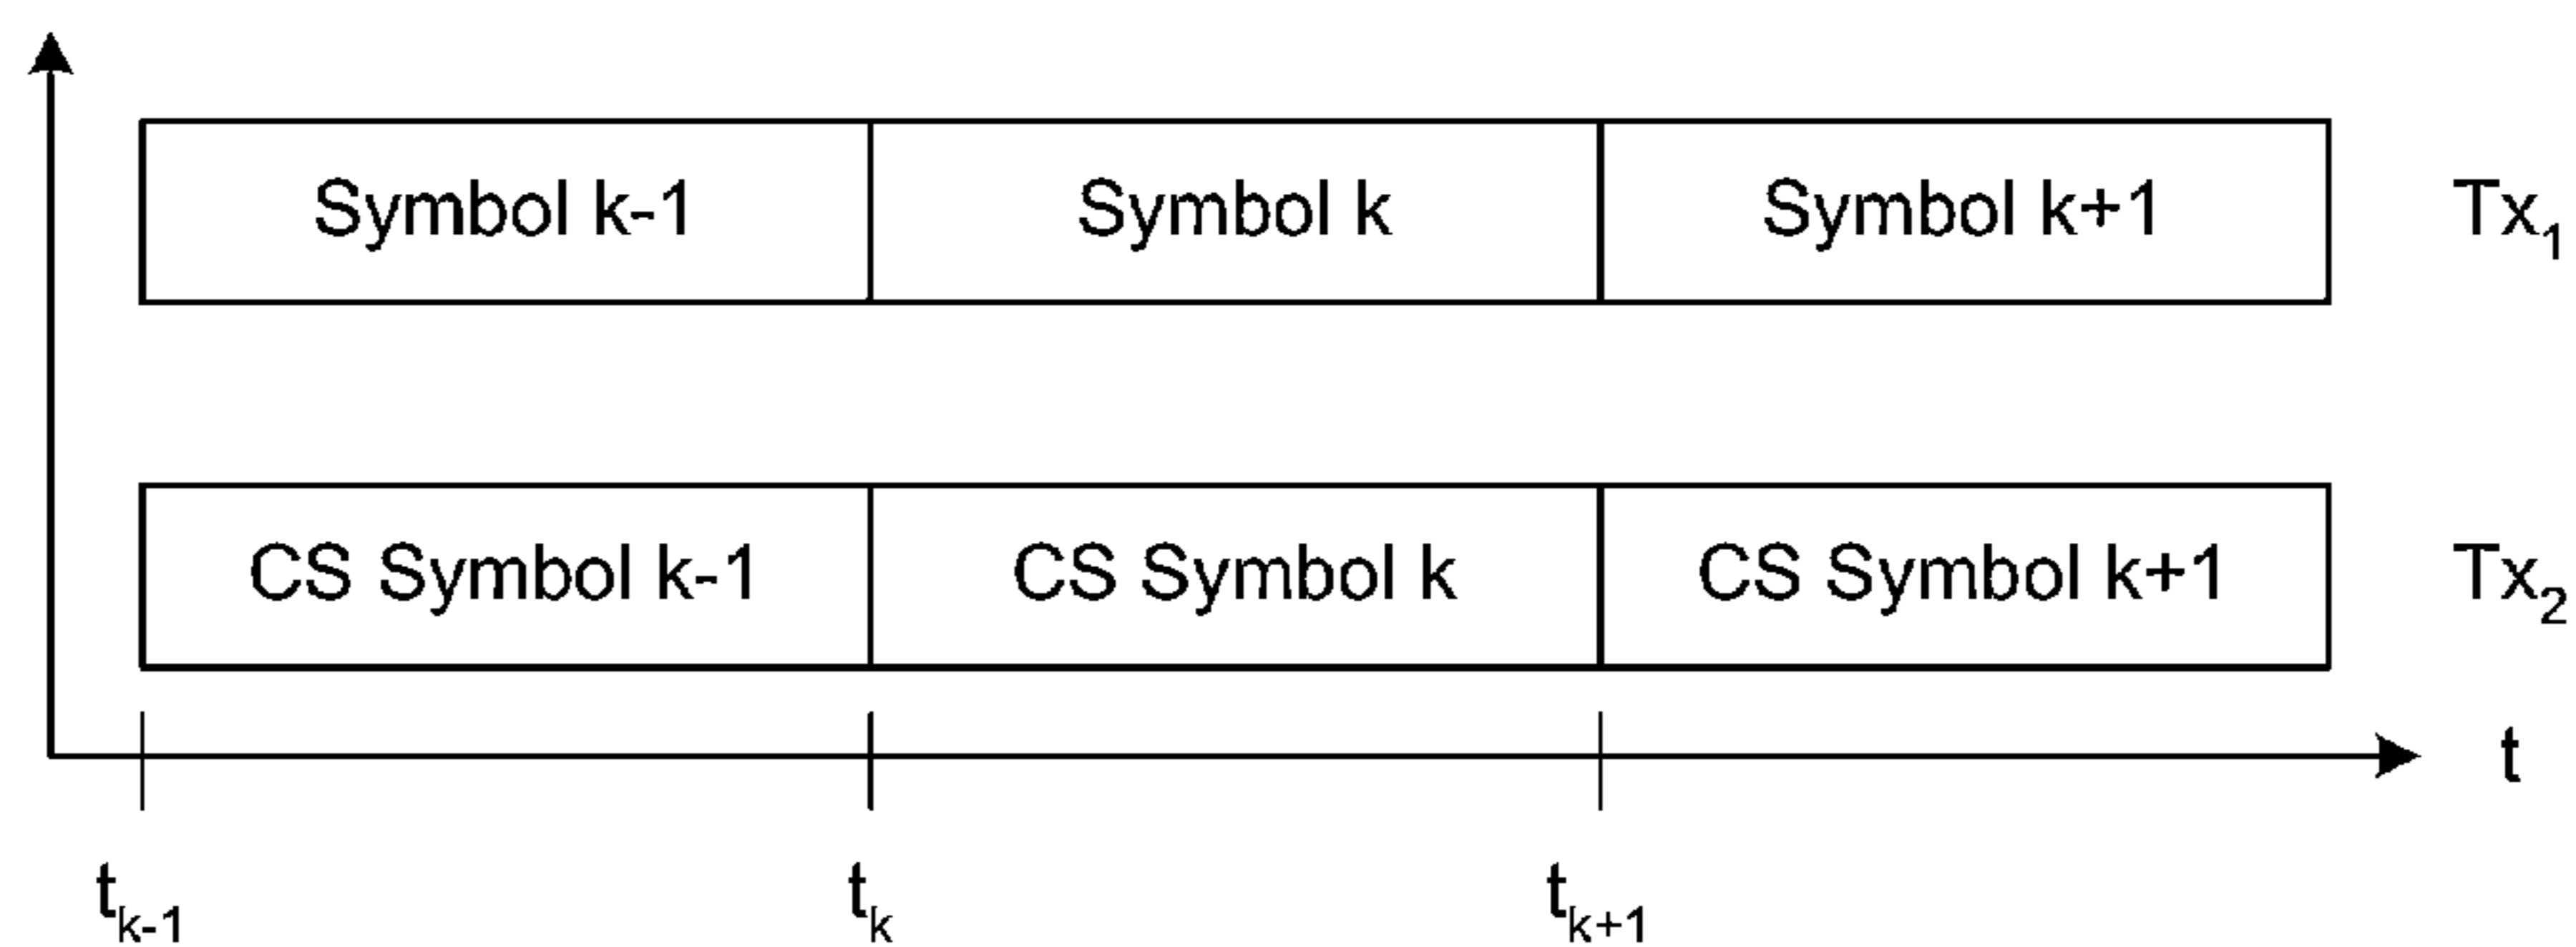 Symbol k-1 Symbol k Symbol k+1 Tx₁
CS Symbol k-1 CS Symbol k CS Symbol k+1 Tx₂
t
tₖ₋₁ tₖ tₖ₊₁